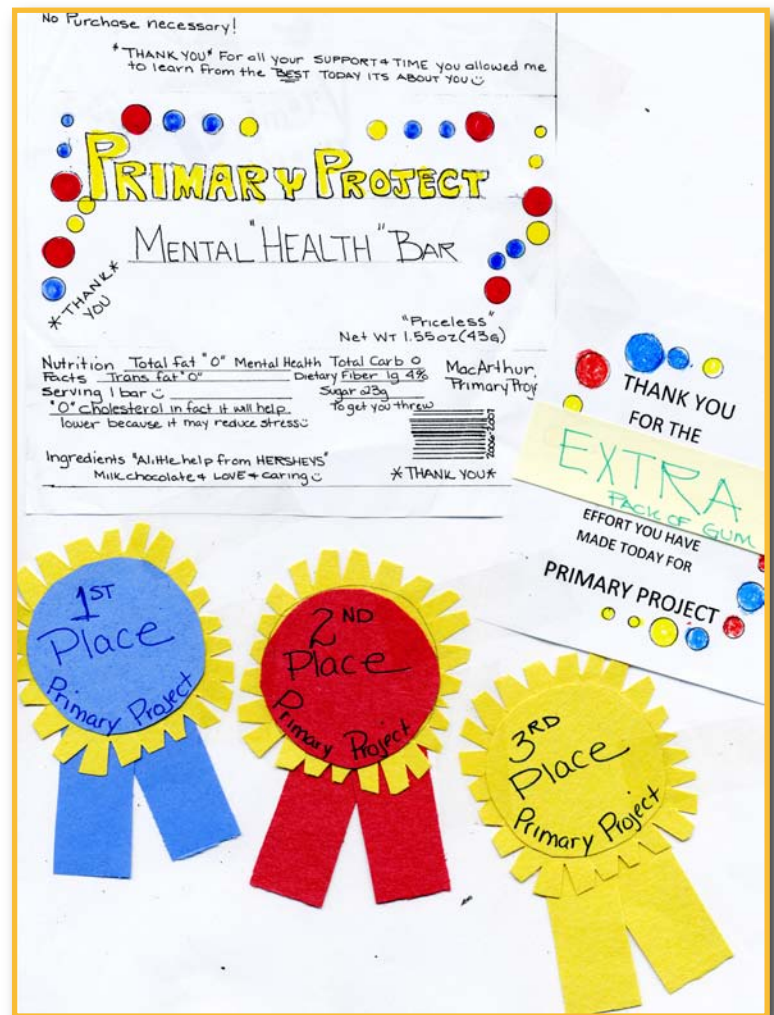 No Purchase necessary!
*THANK YOU* For all your SUPPORT & TIME you allowed me
to learn from the BEST TODAY ITS ABOUT YOU
PRIMARY PROJECT
MENTAL "HEALTH" BAR
*THANK*
YOU
"Priceless"
Net WT 1.55oz (43g)
Nutrition Total fat "0" Mental Health Total Carb 0
Facts Trans fat "0" Dietary Fiber 1g 4%
Serving 1 bar Sugar 23g
"0" cholesterol in fact it will help To get you threw
lower because it may reduce stress
MacArthur,
Primary Proj
2006-2007
Ingredients "A little help from HERSHEYS"
Milk chocolate & LOVE & caring
*THANK YOU*
THANK YOU
FOR THE
EXTRA
PACK OF GUM
EFFORT YOU HAVE
MADE TODAY FOR
PRIMARY PROJECT
1ST
Place
Primary Project
2ND
Place
Primary Project
3RD
Place
Primary Project